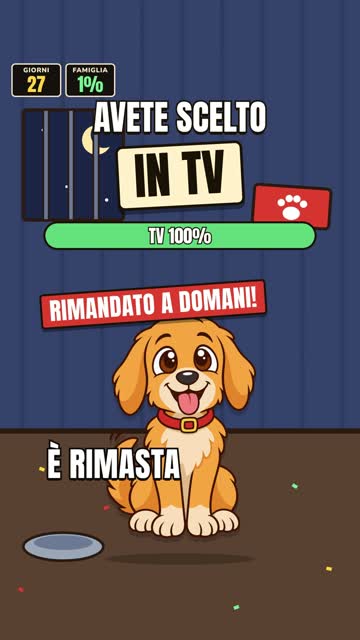 GIORNI
27
FAMIGLIA
1%
AVETE SCELTO
IN TV
TV 100%
RIMANDATO A DOMANI!
È RIMASTA